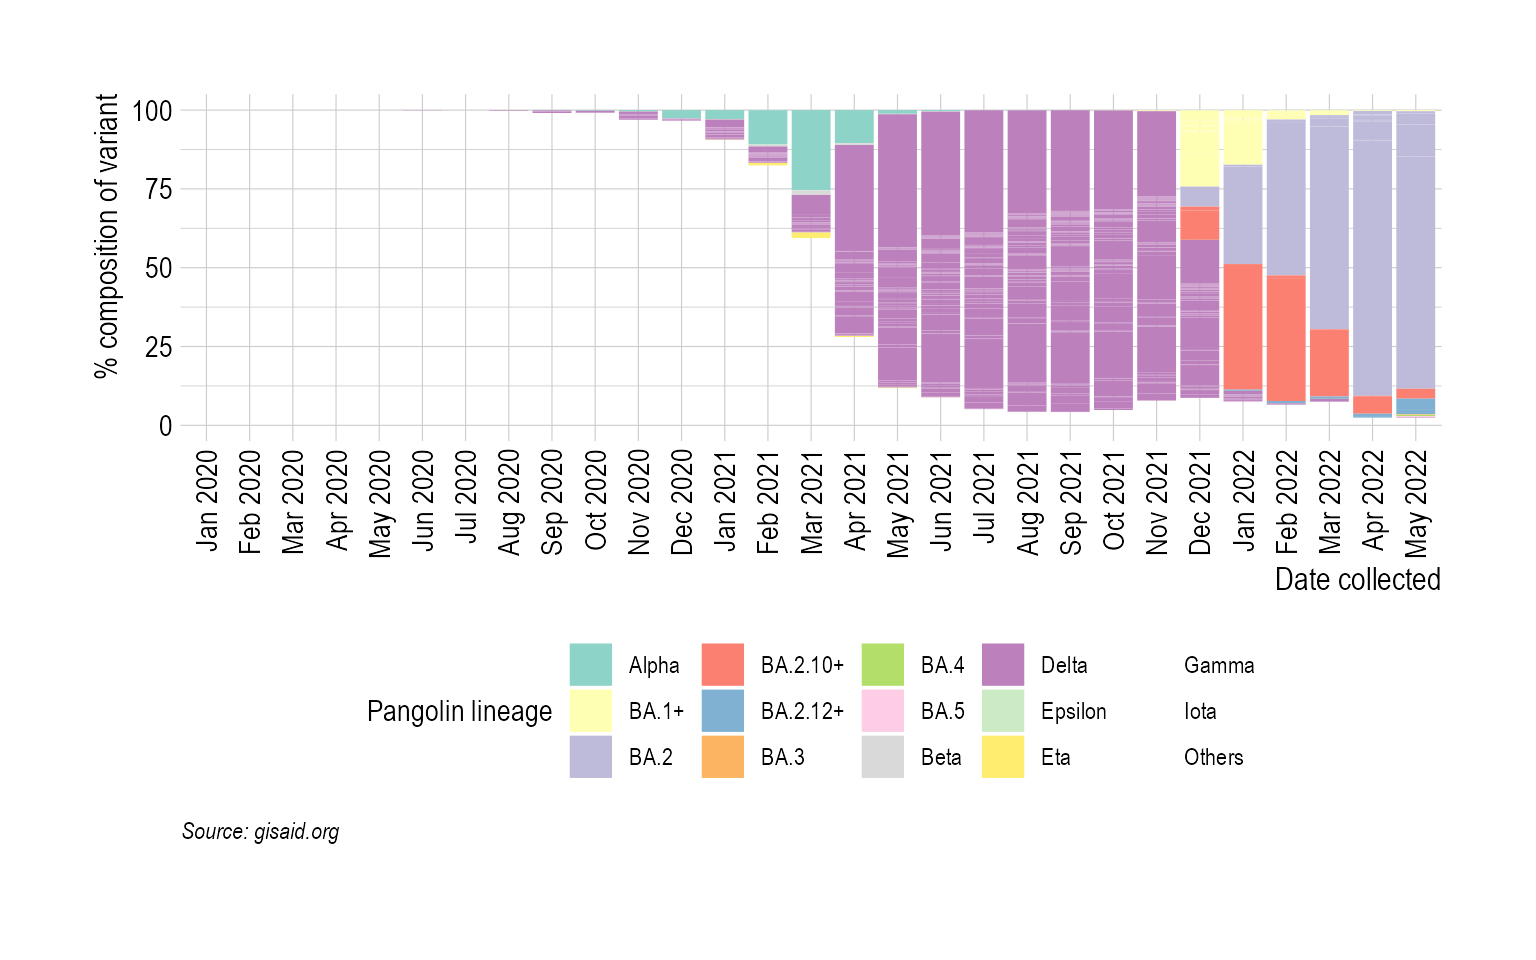 % composition of variant
100
75
50
25
0
Jan 2020
Feb 2020
Mar 2020
Apr 2020
May 2020
Jun 2020
Jul 2020
Aug 2020
Sep 2020
Oct 2020
Nov 2020
Dec 2020
Jan 2021
Feb 2021
Mar 2021
Apr 2021
May 2021
Jun 2021
Jul 2021
Aug 2021
Sep 2021
Oct 2021
Nov 2021
Dec 2021
Jan 2022
Feb 2022
Mar 2022
Apr 2022
May 2022
Date collected
Pangolin lineage
Alpha
BA.1+
BA.2
BA.2.10+
BA.2.12+
BA.3
BA.4
BA.5
Beta
Delta
Epsilon
Eta
Gamma
Iota
Others
Source: gisaid.org